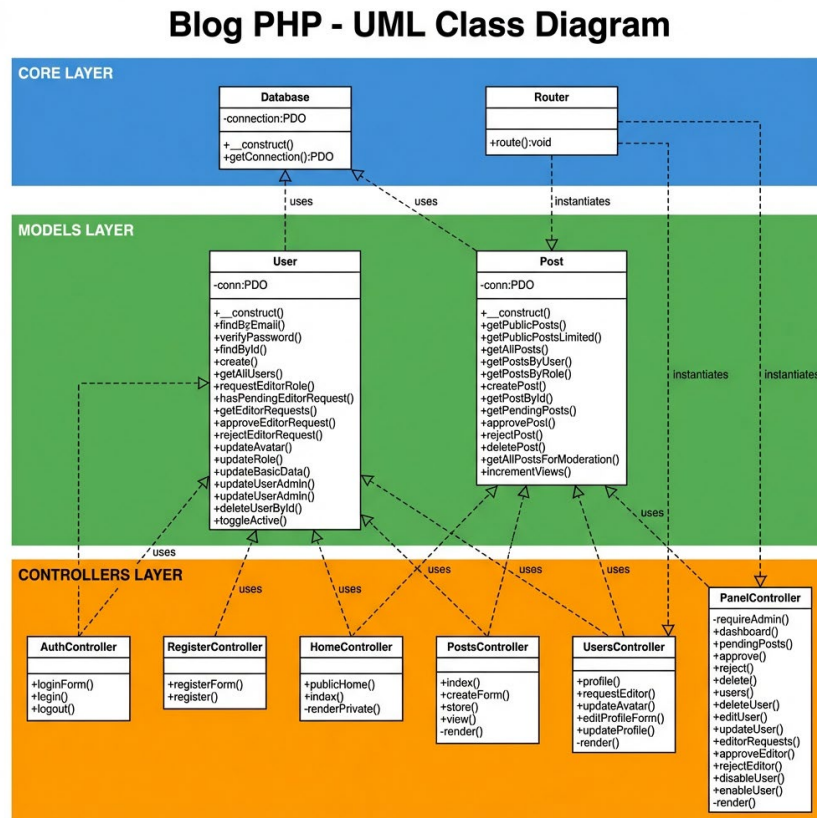 Blog PHP - UML Class Diagram
CORE LAYER
Database
-connection:PDO
+__construct()
+getConnection():PDO
Router
+route():void
uses
uses
instantiates
MODELS LAYER
User
-conn:PDO
+__construct()
+verifyPassword()
+findById()
+create()
+getAllUsers()
+requestEditorRole()
+hasPendingEditorRequest()
+getEditorRequests()
+approveEditorRequest()
+rejectEditorRequest()
+updateAvatar()
+updateRole()
+updateBasicData()
+updateUserAdmin()
+updateUserAdmin()
+deleteUserById()
+toggleActive()
Post
-conn:PDO
+__construct()
+getPublicPosts()
+getPublicPostsLimited()
+getAllPosts()
+getPostsByUser()
+getPostsByRole()
+createPost()
+getPostById()
+getPendingPosts()
+approvePost()
+rejectPost()
+deletePost()
+getAllPostsForModeration()
+incrementViews()
instantiates
instantiates
uses
uses
CONTROLLERS LAYER
uses
uses
uses
uses
uses
AuthController
+loginForm()
+legin()
+logout()
RegisterController
+registerForm()
+register()
HomeController
+publicHome()
+indax()
-renderPrivate()
PostsController
+index()
+createForm()
+store()
+view()
-render()
UsersController
+profile()
+requestEditor()
+updateAvatar()
+editProfileForm()
+updateProfile()
-render()
PanelController
-requireAdmin()
+dashboard()
+pendingPosts()
+approve()
+reject()
+delete()
+users()
+deleteUser()
+editUser()
+updateUser()
+editorRequests()
+approveEditor()
+rejectEditor()
+disableUser()
+enableUser()
-render()